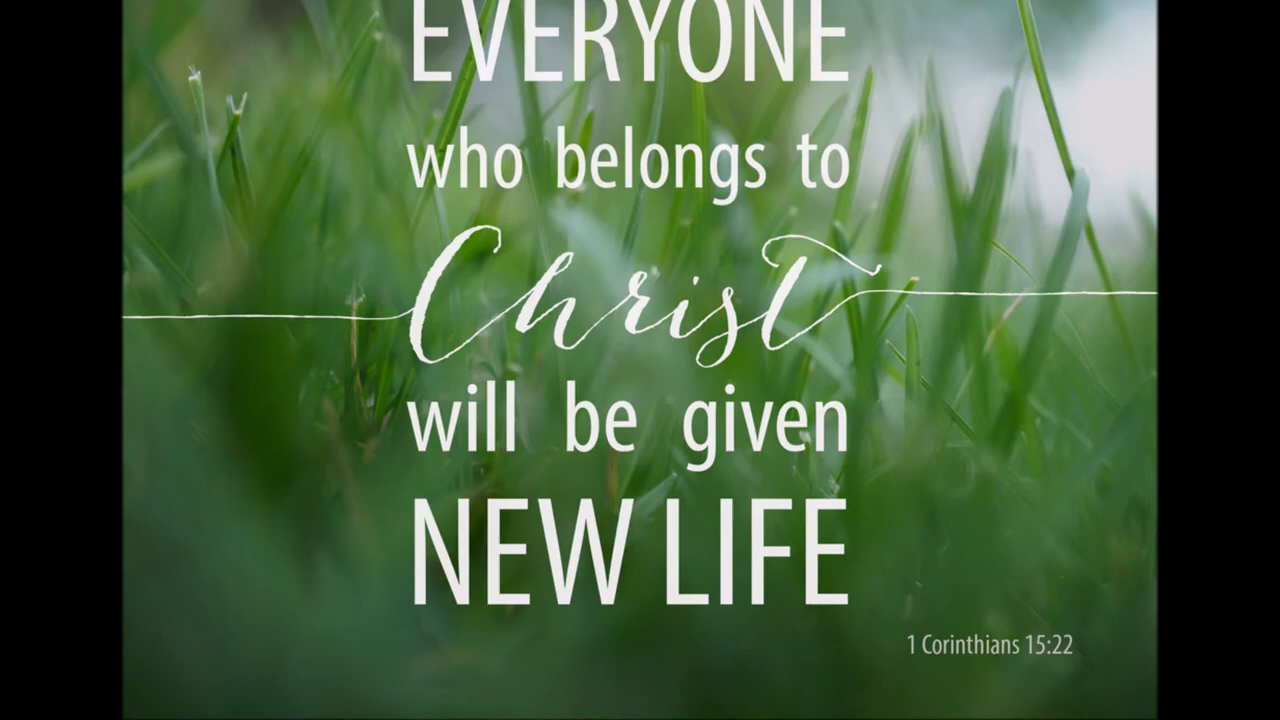 EVERYONE
who belongs to
Christ
will be given
NEW LIFE
1 Corinthians 15:22